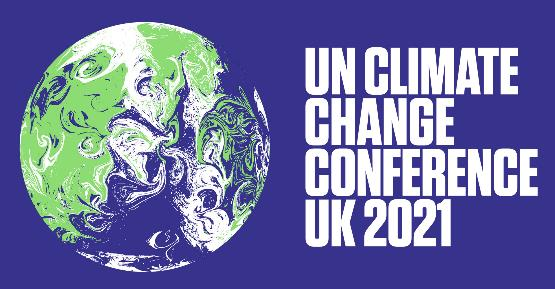 UN CLIMATE
CHANGE
CONFERENCE
UK 2021